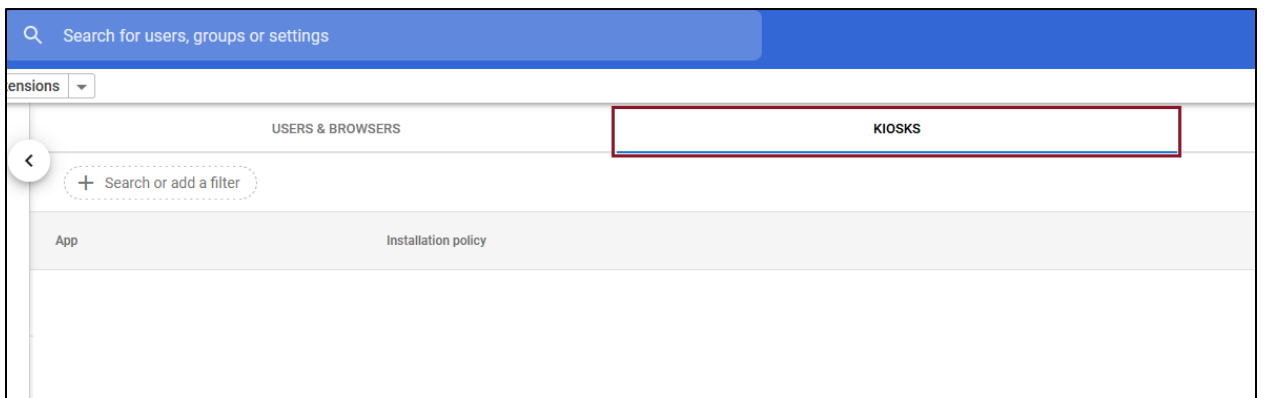 Search for users, groups or settings
ensions
USERS & BROWSERS
KIOSKS
Search or add a filter
App
Installation policy